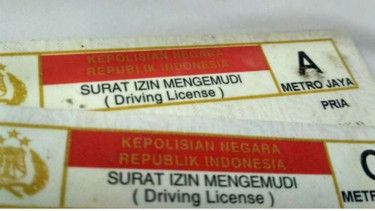 KEPOLISIAN NEGARA
REPUBLIK INDONESIA
SURAT IZIN MENGEMUDI
( Driving License )
A
METRO JAYA
PRIA
KEPOLISIAN NEGARA
REPUBLIK INDONESIA
SURAT IZIN MENGEMUDI
( Driving License )